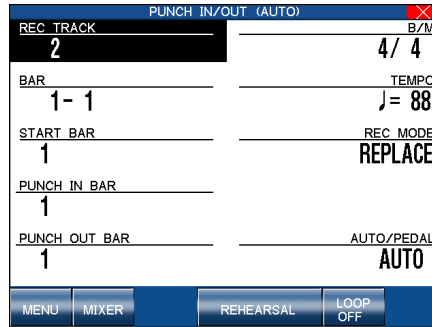 PUNCH IN/OUT (AUTO)
REC TRACK
2
B/M
4/ 4
BAR
1- 1
TEMPO
♩= 88
START BAR
1
REC MODE
REPLACE
PUNCH IN BAR
1
PUNCH OUT BAR
1
AUTO/PEDAL
AUTO
MENU
MIXER
REHEARSAL
LOOP
OFF